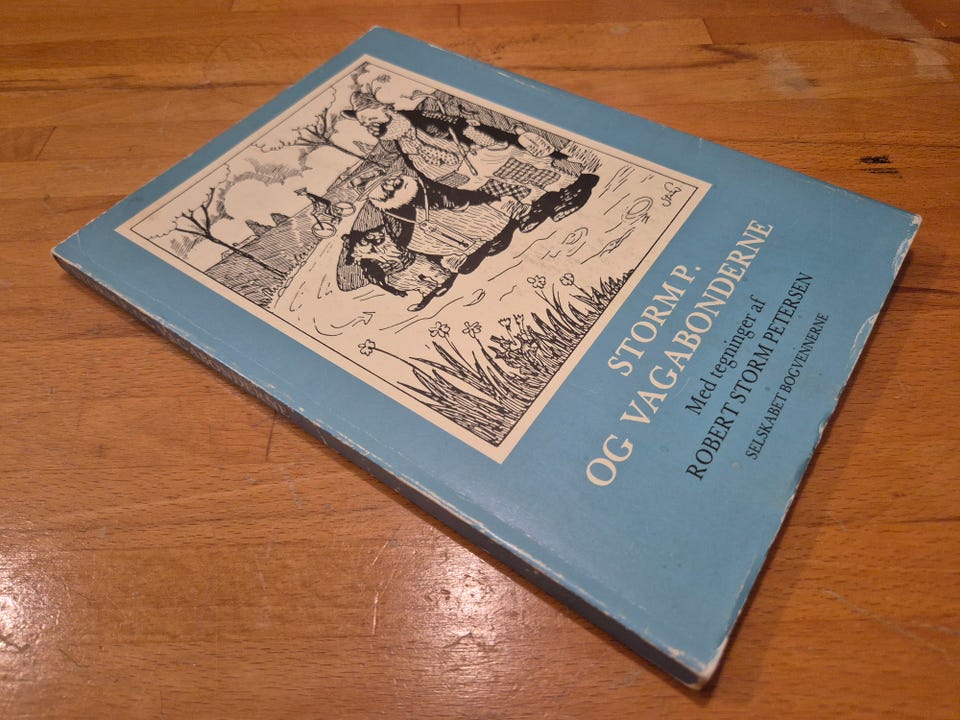 STORM P.
OG VAGABONDERNE
Med tegninger af
ROBERT STORM PETERSEN
SELSKABET BOGVENNERNE